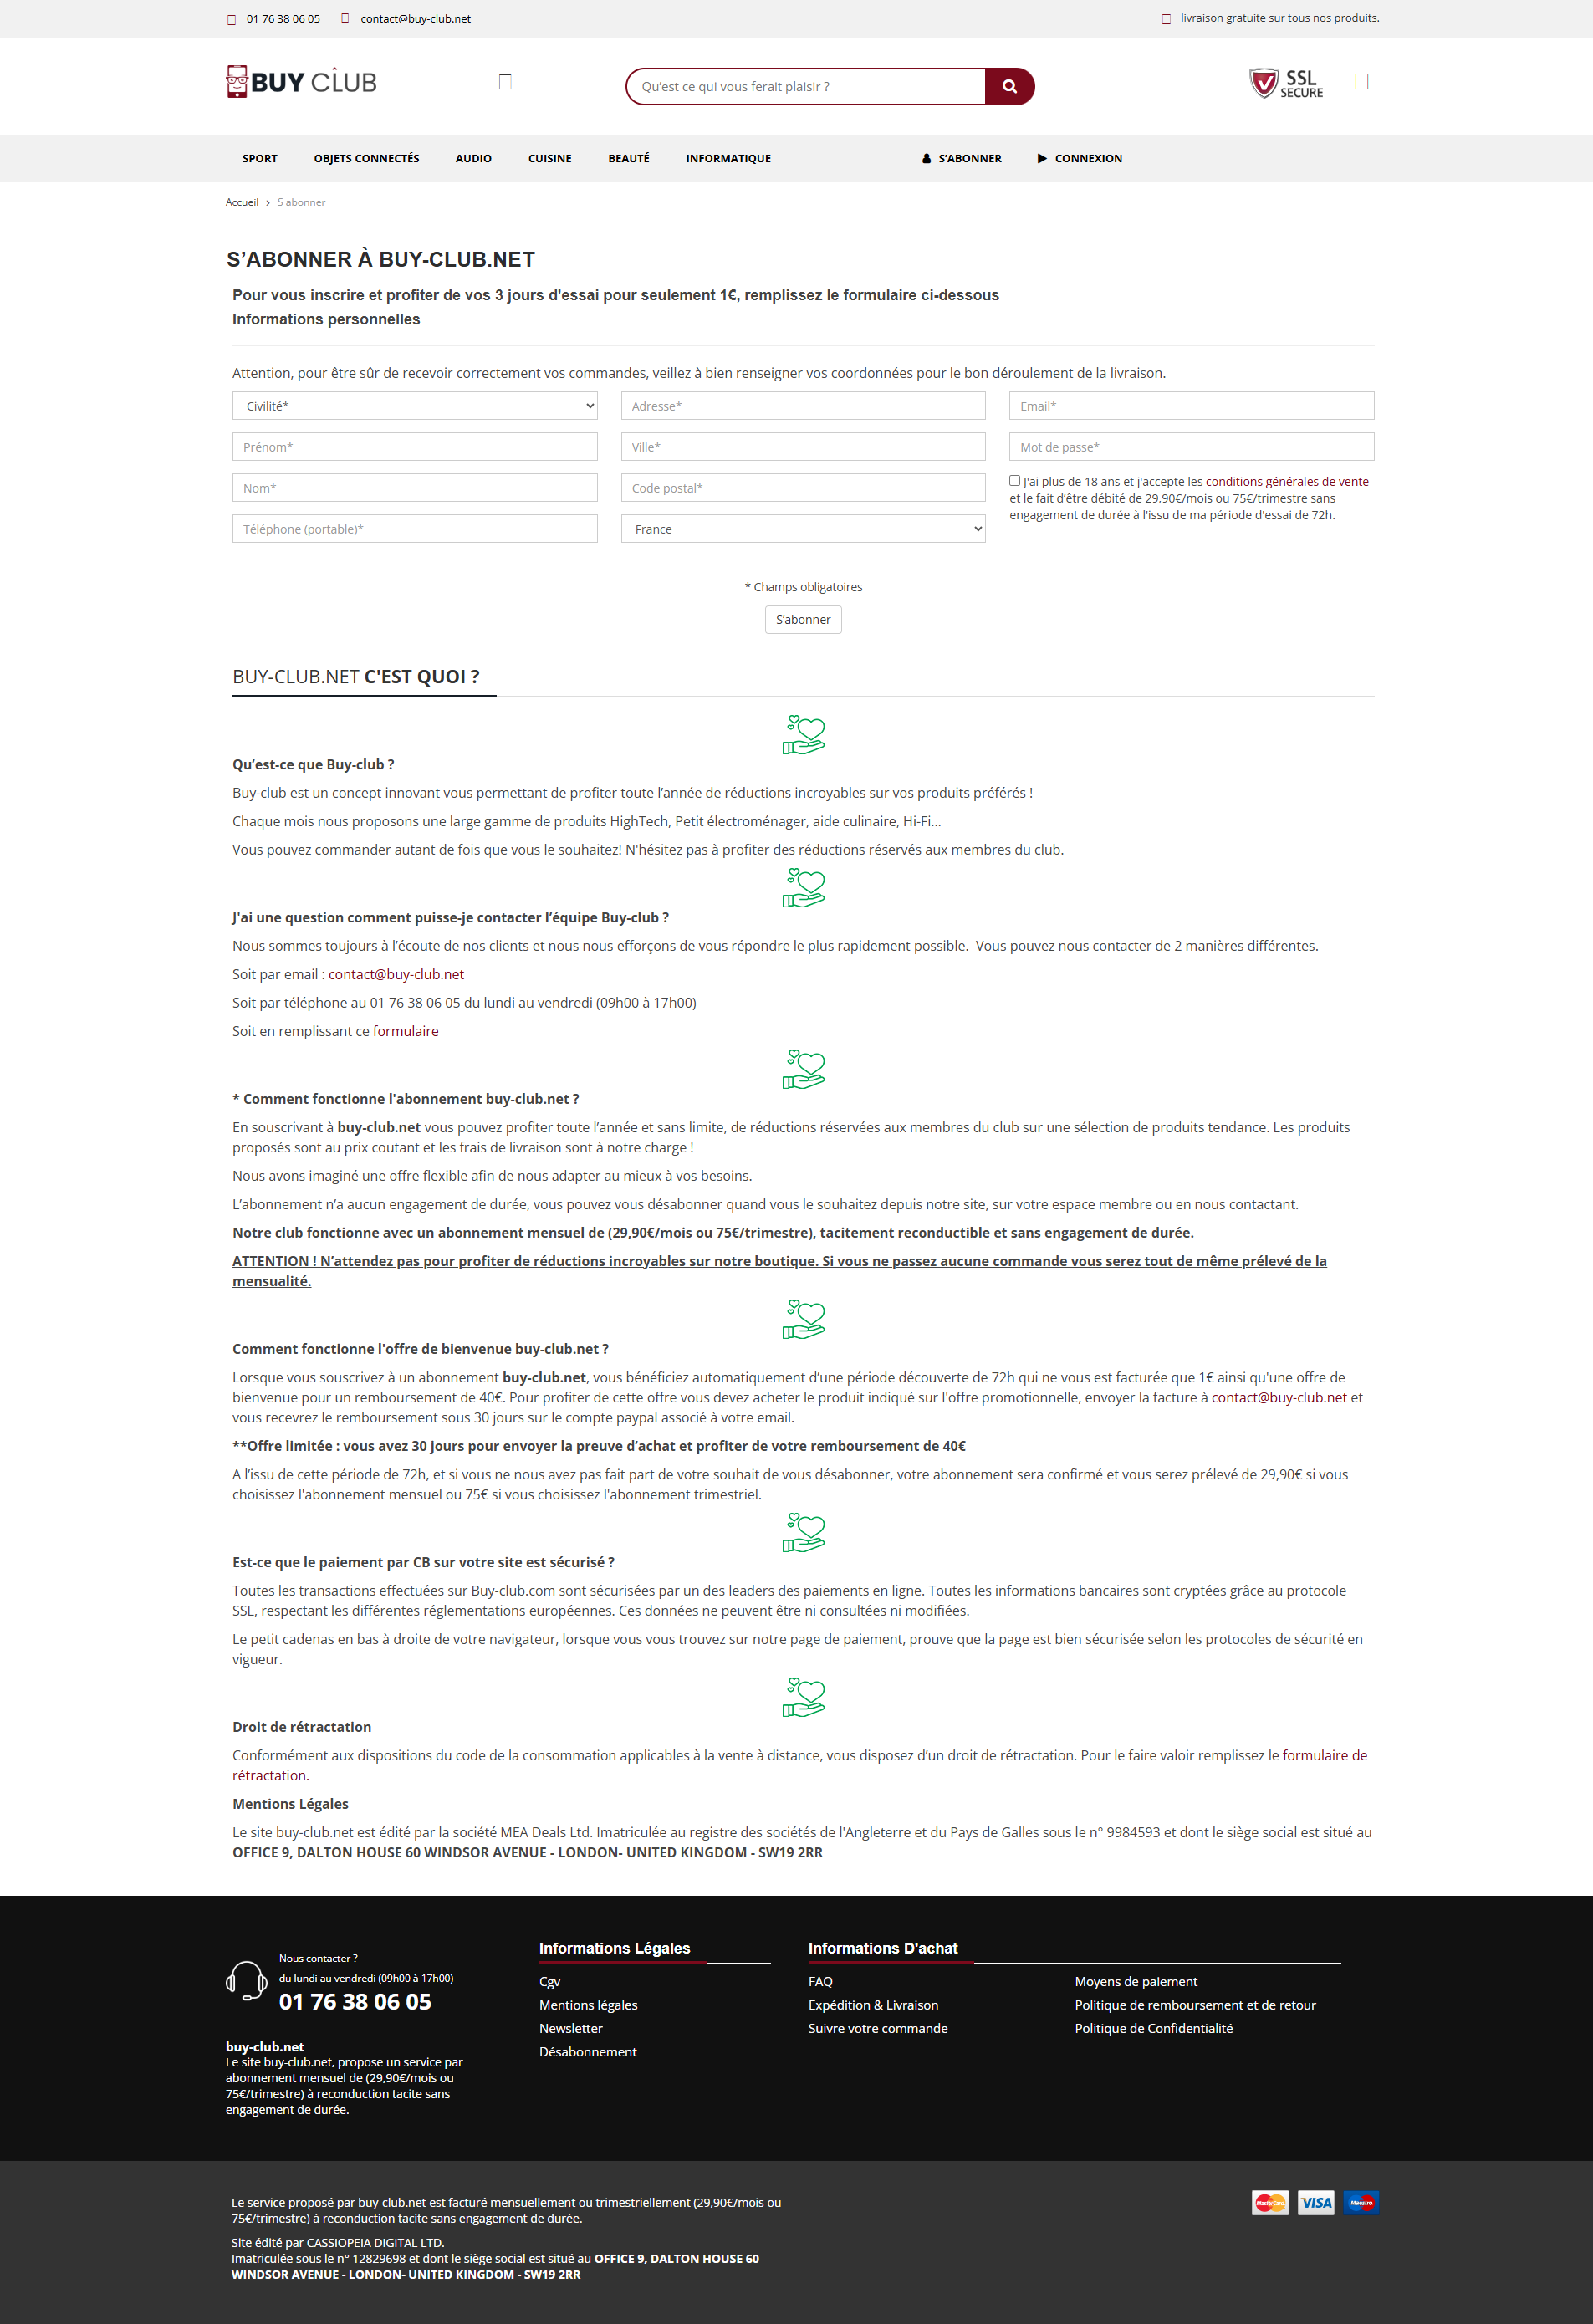 01 76 38 06 05 contact@buy-club.net livraison gratuite sur tous nos produits.
BUY CLUB
Qu’est ce qui vous ferait plaisir ?
SSL
SECURE
SPORT OBJETS CONNECTÉS AUDIO CUISINE BEAUTÉ INFORMATIQUE S’ABONNER CONNEXION
Accueil > S abonner
S’ABONNER À BUY-CLUB.NET
Pour vous inscrire et profiter de vos 3 jours d'essai pour seulement 1€, remplissez le formulaire ci-dessous
Informations personnelles
Attention, pour être sûr de recevoir correctement vos commandes, veillez à bien renseigner vos coordonnées pour le bon déroulement de la livraison.
Civilité*
Prénom*
Nom*
Téléphone (portable)*
Adresse*
Ville*
Code postal*
France
Email*
Mot de passe*
J'ai plus de 18 ans et j'accepte les conditions générales de vente
et le fait d’être débité de 29,90€/mois ou 75€/trimestre sans
engagement de durée à l'issu de ma période d'essai de 72h.
* Champs obligatoires
S'abonner
BUY-CLUB.NET C'EST QUOI ?
Qu’est-ce que Buy-club ?
Buy-club est un concept innovant vous permettant de profiter toute l’année de réductions incroyables sur vos produits préférés !
Chaque mois nous proposons une large gamme de produits HighTech, Petit électroménager, aide culinaire, Hi-Fi...
Vous pouvez commander autant de fois que vous le souhaitez! N'hésitez pas à profiter des réductions réservés aux membres du club.
J'ai une question comment puisse-je contacter l’équipe Buy-club ?
Nous sommes toujours à l’écoute de nos clients et nous nous efforçons de vous répondre le plus rapidement possible.  Vous pouvez nous contacter de 2 manières différentes.
Soit par email : contact@buy-club.net
Soit par téléphone au 01 76 38 06 05 du lundi au vendredi (09h00 à 17h00)
Soit en remplissant ce formulaire
* Comment fonctionne l'abonnement buy-club.net ?
En souscrivant à buy-club.net vous pouvez profiter toute l’année et sans limite, de réductions réservées aux membres du club sur une sélection de produits tendance. Les produits
proposés sont au prix coutant et les frais de livraison sont à notre charge !
Nous avons imaginé une offre flexible afin de nous adapter au mieux à vos besoins.
L’abonnement n’a aucun engagement de durée, vous pouvez vous désabonner quand vous le souhaitez depuis notre site, sur votre espace membre ou en nous contactant.
Notre club fonctionne avec un abonnement mensuel de (29,90€/mois ou 75€/trimestre), tacitement reconductible et sans engagement de durée.
ATTENTION ! N’attendez pas pour profiter de réductions incroyables sur notre boutique. Si vous ne passez aucune commande vous serez tout de même prélevé de la
mensualité.
Comment fonctionne l'offre de bienvenue buy-club.net ?
Lorsque vous souscrivez à un abonnement buy-club.net, vous bénéficiez automatiquement d’une période découverte de 72h qui ne vous est facturée que 1€ ainsi qu'une offre de
bienvenue pour un remboursement de 40€. Pour profiter de cette offre vous devez acheter le produit indiqué sur l'offre promotionnelle, envoyer la facture à contact@buy-club.net et
vous recevrez le remboursement sous 30 jours sur le compte paypal associé à votre email.
**Offre limitée : vous avez 30 jours pour envoyer la preuve d’achat et profiter de votre remboursement de 40€
A l’issu de cette période de 72h, et si vous ne nous avez pas fait part de votre souhait de vous désabonner, votre abonnement sera confirmé et vous serez prélevé de 29,90€ si vous
choisissez l'abonnement mensuel ou 75€ si vous choisissez l'abonnement trimestriel.
Est-ce que le paiement par CB sur votre site est sécurisé ?
Toutes les transactions effectuées sur Buy-club.com sont sécurisées par un des leaders des paiements en ligne. Toutes les informations bancaires sont cryptées grâce au protocole
SSL, respectant les différentes réglementations européennes. Ces données ne peuvent être ni consultées ni modifiées.
Le petit cadenas en bas à droite de votre navigateur, lorsque vous vous trouvez sur notre page de paiement, prouve que la page est bien sécurisée selon les protocoles de sécurité en
vigueur.
Droit de rétractation
Conformément aux dispositions du code de la consommation applicables à la vente à distance, vous disposez d’un droit de rétractation. Pour le faire valoir remplissez le formulaire de
rétractation.
Mentions Légales
Le site buy-club.net est édité par la société MEA Deals Ltd. Imatriculée au registre des sociétés de l'Angleterre et du Pays de Galles sous le n° 9984593 et dont le siège social est situé au
OFFICE 9, DALTON HOUSE 60 WINDSOR AVENUE - LONDON- UNITED KINGDOM - SW19 2RR
Nous contacter ?
du lundi au vendredi (09h00 à 17h00)
01 76 38 06 05
buy-club.net
Le site buy-club.net, propose un service par
abonnement mensuel de (29,90€/mois ou
75€/trimestre) à reconduction tacite sans
engagement de durée.
Informations Légales
Cgv
Mentions légales
Newsletter
Désabonnement
Informations D'achat
FAQ
Expédition & Livraison
Suivre votre commande
Moyens de paiement
Politique de remboursement et de retour
Politique de Confidentialité
Le service proposé par buy-club.net est facturé mensuellement ou trimestriellement (29,90€/mois ou
75€/trimestre) à reconduction tacite sans engagement de durée.
Site édité par CASSIOPEIA DIGITAL LTD.
Imatriculée sous le n° 12829698 et dont le siège social est situé au OFFICE 9, DALTON HOUSE 60
WINDSOR AVENUE - LONDON- UNITED KINGDOM - SW19 2RR
MasterCard VISA Maestro